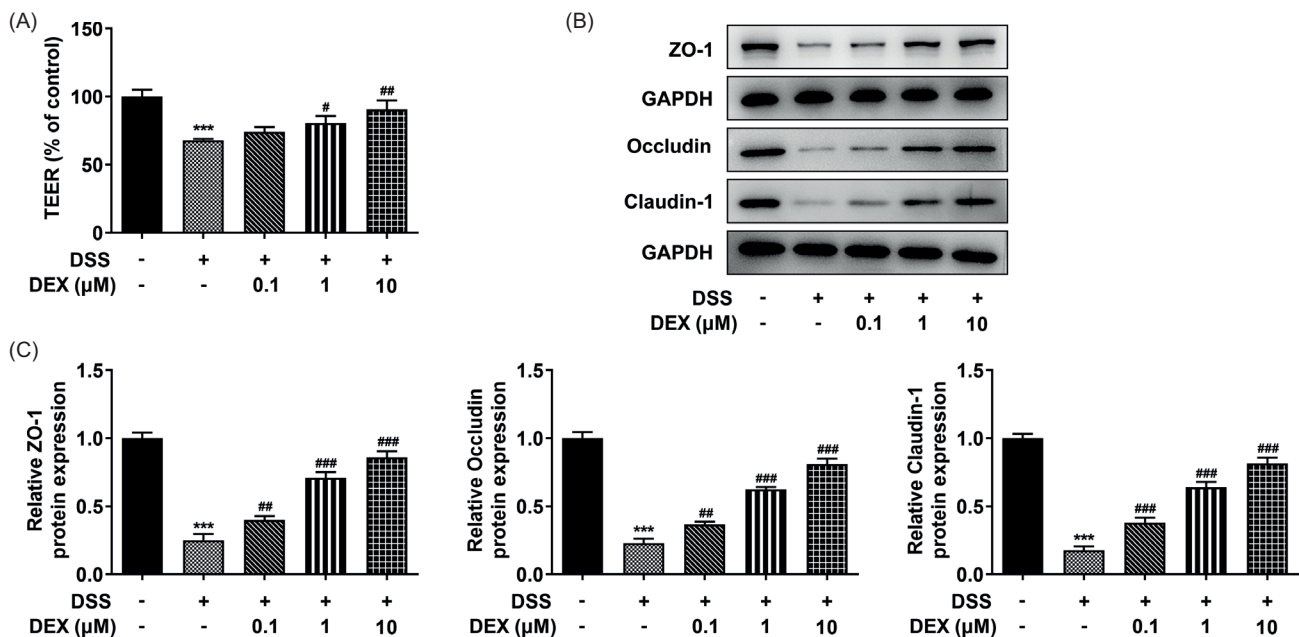 (A)
TEER (% of control)
150
100
50
0
***
#
##
DSS - + + + +
DEX (µM) - - 0.1 1 10
(B)
ZO-1
GAPDH
Occludin
Claudin-1
GAPDH
DSS - + + + +
DEX (µM) - - 0.1 1 10
(C)
Relative ZO-1
protein expression
1.5
1.0
0.5
0.0
***
##
###
###
DSS - + + + +
DEX (µM) - - 0.1 1 10
Relative Occludin
protein expression
1.5
1.0
0.5
0.0
***
##
###
###
DSS - + + + +
DEX (µM) - - 0.1 1 10
Relative Claudin-1
protein expression
1.5
1.0
0.5
0.0
***
###
###
###
DSS - + + + +
DEX (µM) - - 0.1 1 10